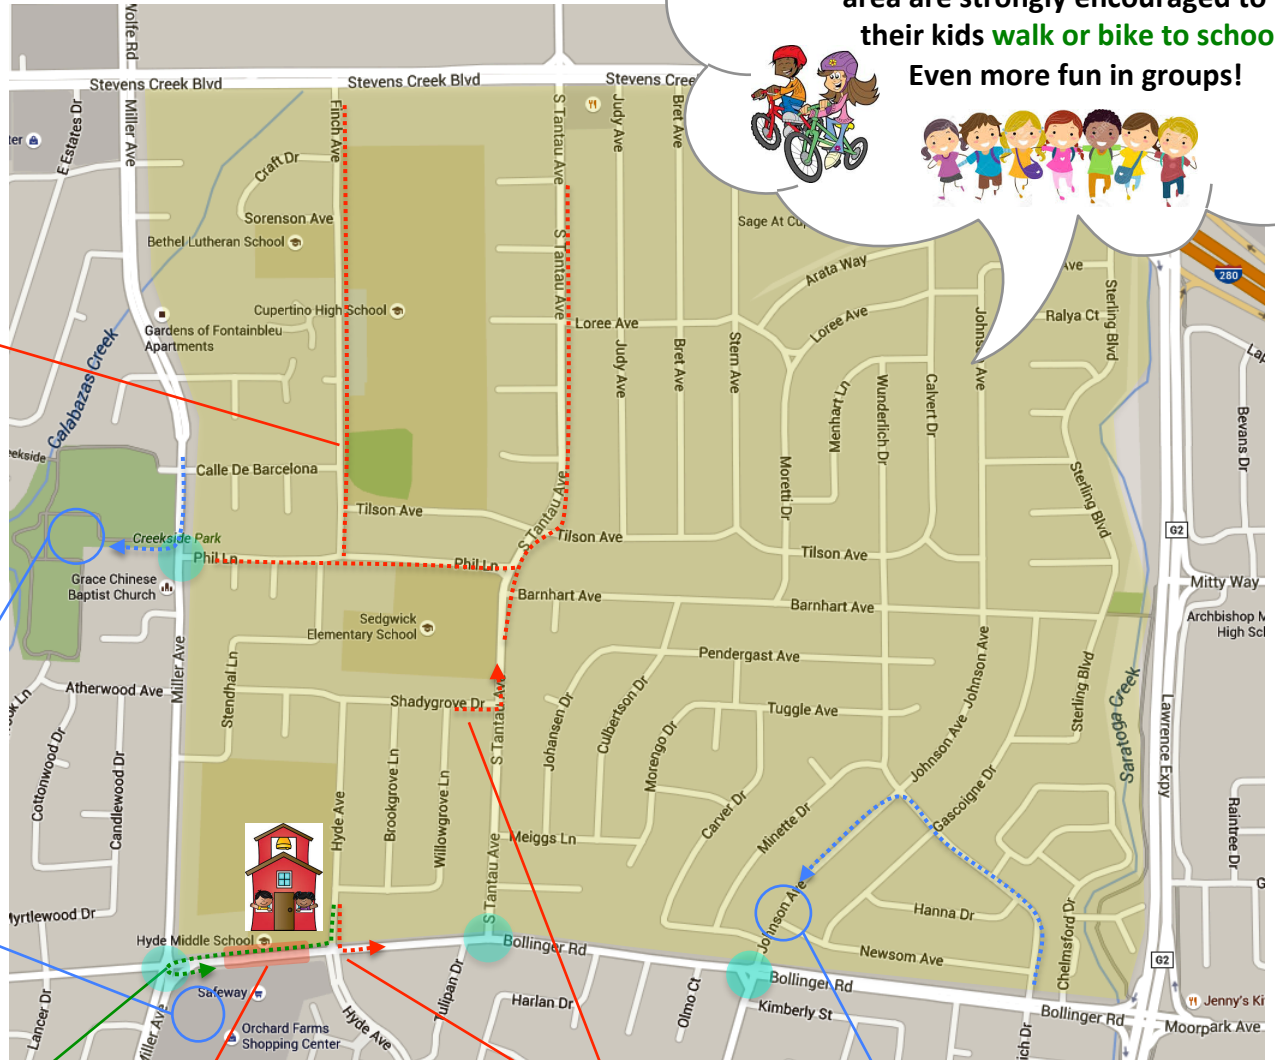 area are strongly encouraged to
their kids walk or bike to schoo
Even more fun in groups!
Wolfe Rd
Stevens Creek Blvd
Stevens Creek Blvd
Stevens Cree
E Estates Dr
Miller Ave
Finch Ave
S Tantau Ave
Judy Ave
Bret Ave
ter
Craft Dr
Sorenson Ave
Bethel Lutheran School
Sage At Cu
Arata Way
Ave
280
Cupertino High School
S Tantau Ave
Loree Ave
Loree Ave
Johnson Ave
Ralya Ct
Sterling Blvd
Gardens of Fontainbleu
Apartments
Calabazas Creek
Judy Ave
Bret Ave
Stern Ave
Menhart Ln
Wunderlich Dr
Calvert Dr
Bevans Dr
eekside
Calle De Barcelona
Moretti Dr
Sterling Blvd
Tilson Ave
S Tantau Ave
Tilson Ave
Tilson Ave
G2
Creekside Park
Phil Ln
Phil Ln
Grace Chinese
Baptist Church
Barnhart Ave
Barnhart Ave
Mitty Way
Archbishop M
High Sc
Sedgwick
Elementary School
Miller Ave
Stendhal Ln
Pendergast Ave
Johnson Ave
Johnson Ave
Sterling Blvd
Saratoga Creek
Lawrence Expy
Atherwood Ave
Shadygrove Dr
S Tantau Ave
Johansen Dr
Culbertson Dr
Tuggle Ave
Morengo Dr
Cottonwood Dr
Candlewood Dr
Hyde Ave
Brookgrove Ln
Willowgrove Ln
Meiggs Ln
Carver Dr
Minette Dr
Gascoigne Dr
Raintree Dr
S Tantau Ave
Johnson Ave
Hanna Dr
Chelmsford Dr
Myrtlewood Dr
Hyde Middle School
Bollinger Rd
Newsom Ave
G2
Safeway
Tulipan Dr
Harlan Dr
Olmo Ct
Bollinger Rd
Kimberly St
Bollinger Rd
Jenny's Ki
Moorpark Ave
Lancer Dr
Miller Ave
Orchard Farms
Shopping Center
Hyde Ave
ich Dr